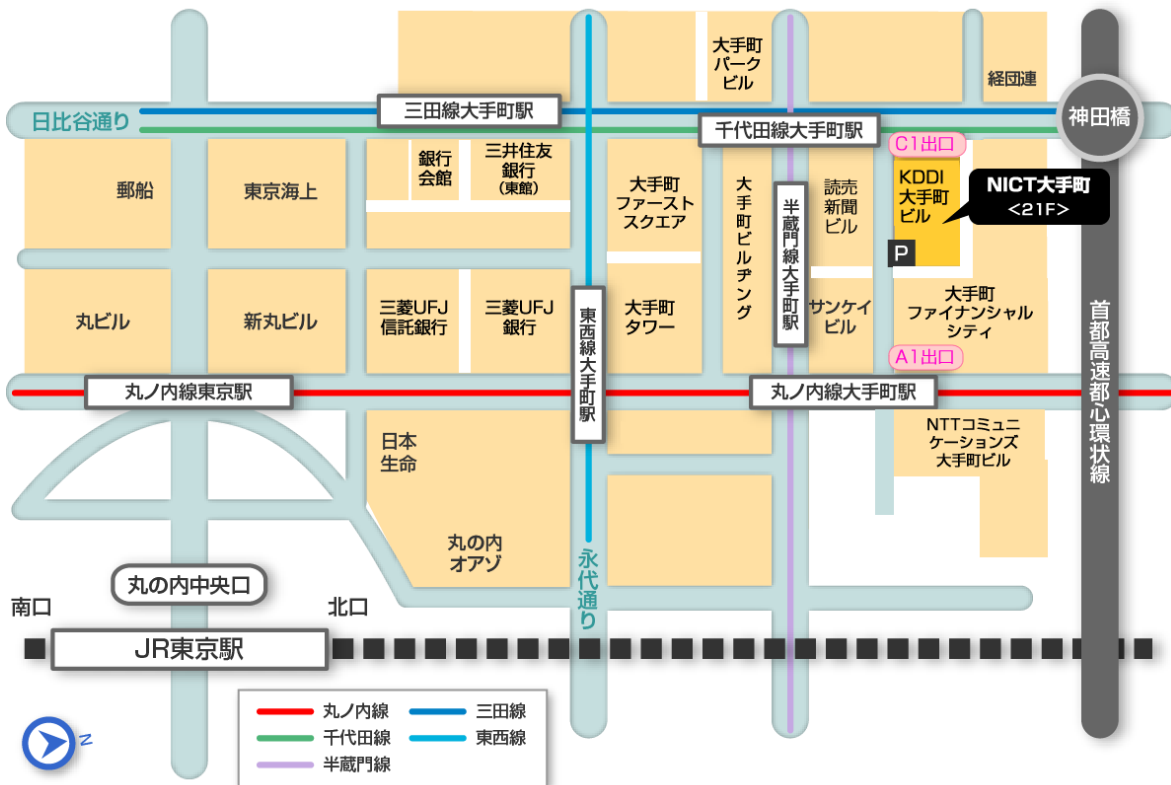 大手町
パーク
ビル
経団連
三田線大手町駅
日比谷通り
神田橋
千代田線大手町駅
C1出口
郵船
東京海上
銀行
会館
三井住友
銀行
(東館)
大手町
ファースト
スクエア
大手町ビルヂング
半蔵門線大手町駅
読売
新聞
ビル
KDDI
大手町
ビル
NICT大手町
<21F>
P
丸ビル
新丸ビル
三菱UFJ
信託銀行
三菱UFJ
銀行
東西線大手町駅
大手町
タワー
サンケイ
ビル
大手町
ファイナンシャル
シティ
首都高速都心環状線
A1出口
丸ノ内線東京駅
丸ノ内線大手町駅
日本
生命
NTTコミュニ
ケーションズ
大手町ビル
丸の内
オアゾ
永代通り
丸の内中央口
南口
北口
JR東京駅
丸ノ内線
三田線
千代田線
東西線
半蔵門線
N